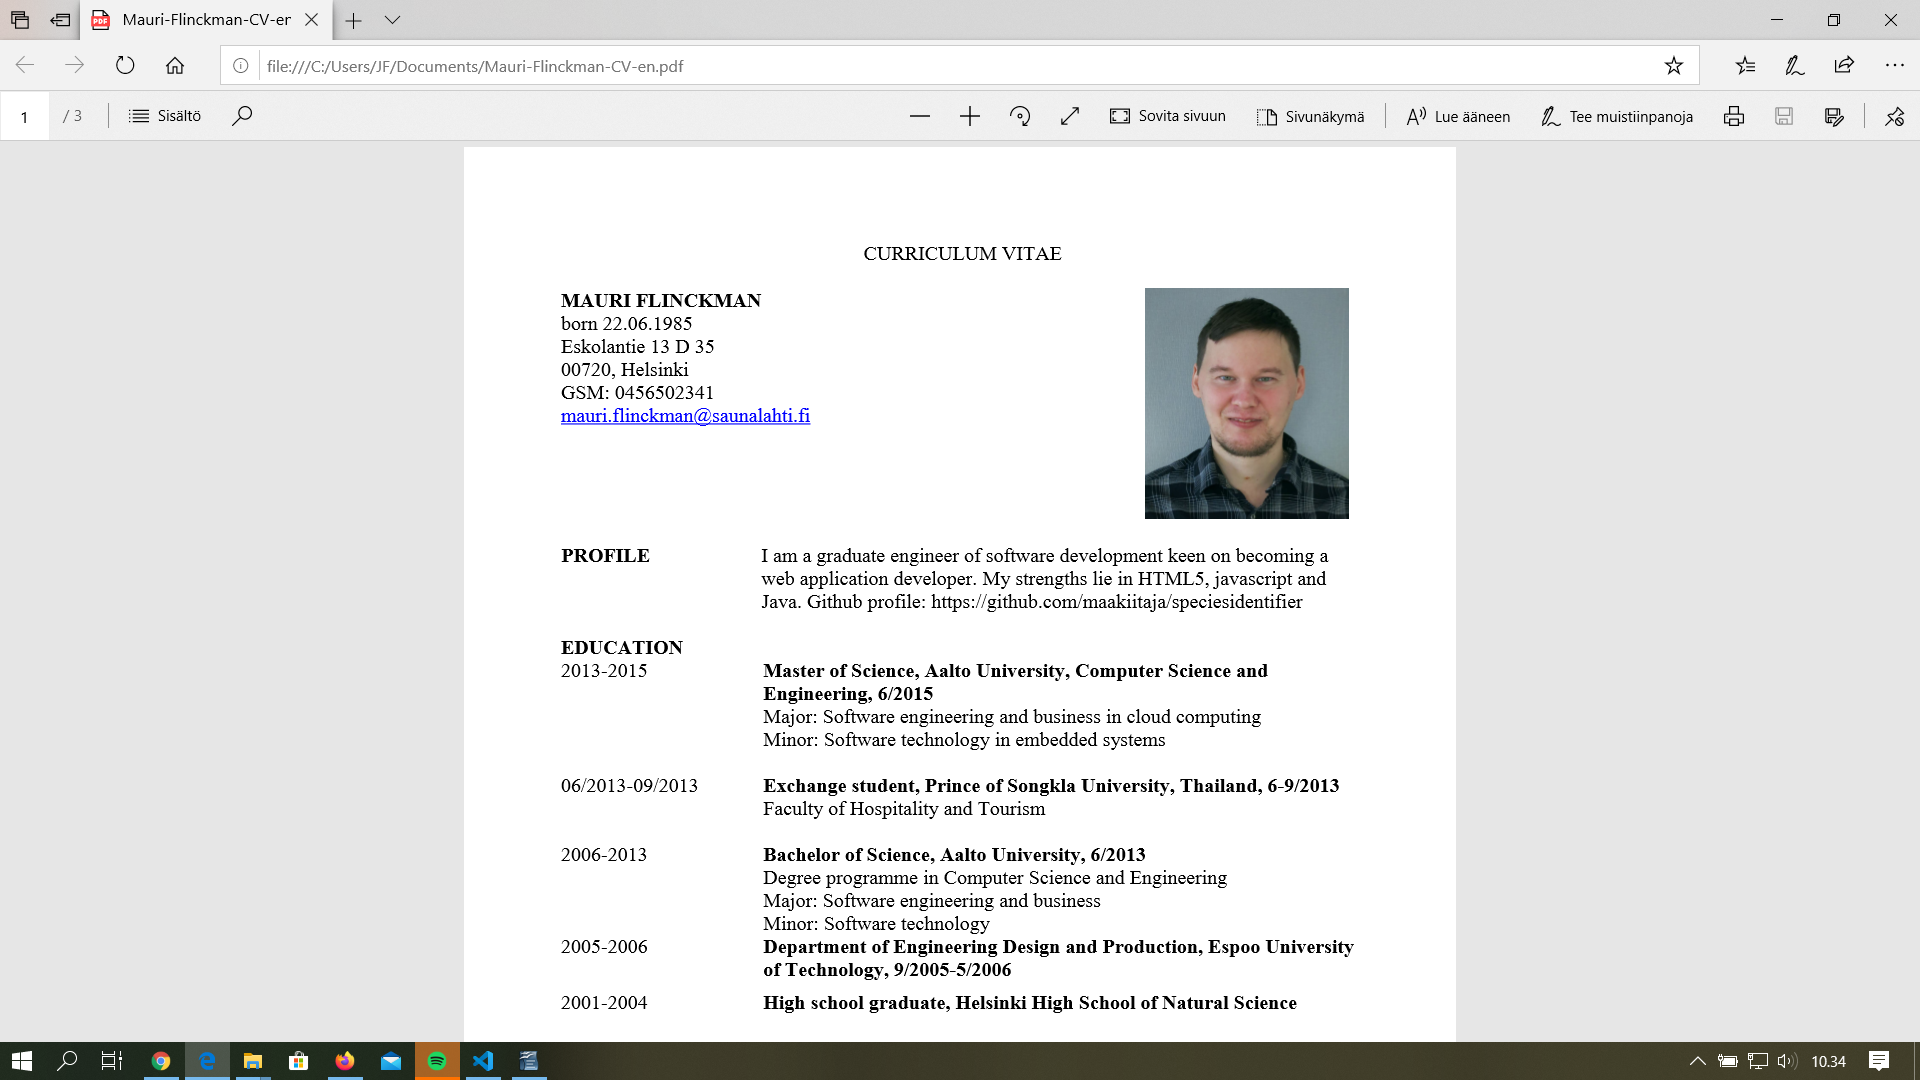 Mauri-Flinckman-CV-en
file:///C:/Users/JF/Documents/Mauri-Flinckman-CV-en.pdf
1 / 3 Sisältö Sovita sivuun Sivunäkymä Lue ääneen Tee muistiinpanoja
CURRICULUM VITAE
MAURI FLINCKMAN
born 22.06.1985
Eskolantie 13 D 35
00720, Helsinki
GSM: 0456502341
mauri.flinckman@saunalahti.fi
PROFILE I am a graduate engineer of software development keen on becoming a
web application developer. My strengths lie in HTML5, javascript and
Java. Github profile: https://github.com/maakiitaja/speciesidentifier
EDUCATION
2013-2015 Master of Science, Aalto University, Computer Science and
Engineering, 6/2015
Major: Software engineering and business in cloud computing
Minor: Software technology in embedded systems
06/2013-09/2013 Exchange student, Prince of Songkla University, Thailand, 6-9/2013
Faculty of Hospitality and Tourism
2006-2013 Bachelor of Science, Aalto University, 6/2013
Degree programme in Computer Science and Engineering
Major: Software engineering and business
Minor: Software technology
2005-2006 Department of Engineering Design and Production, Espoo University
of Technology, 9/2005-5/2006
2001-2004 High school graduate, Helsinki High School of Natural Science
10.34